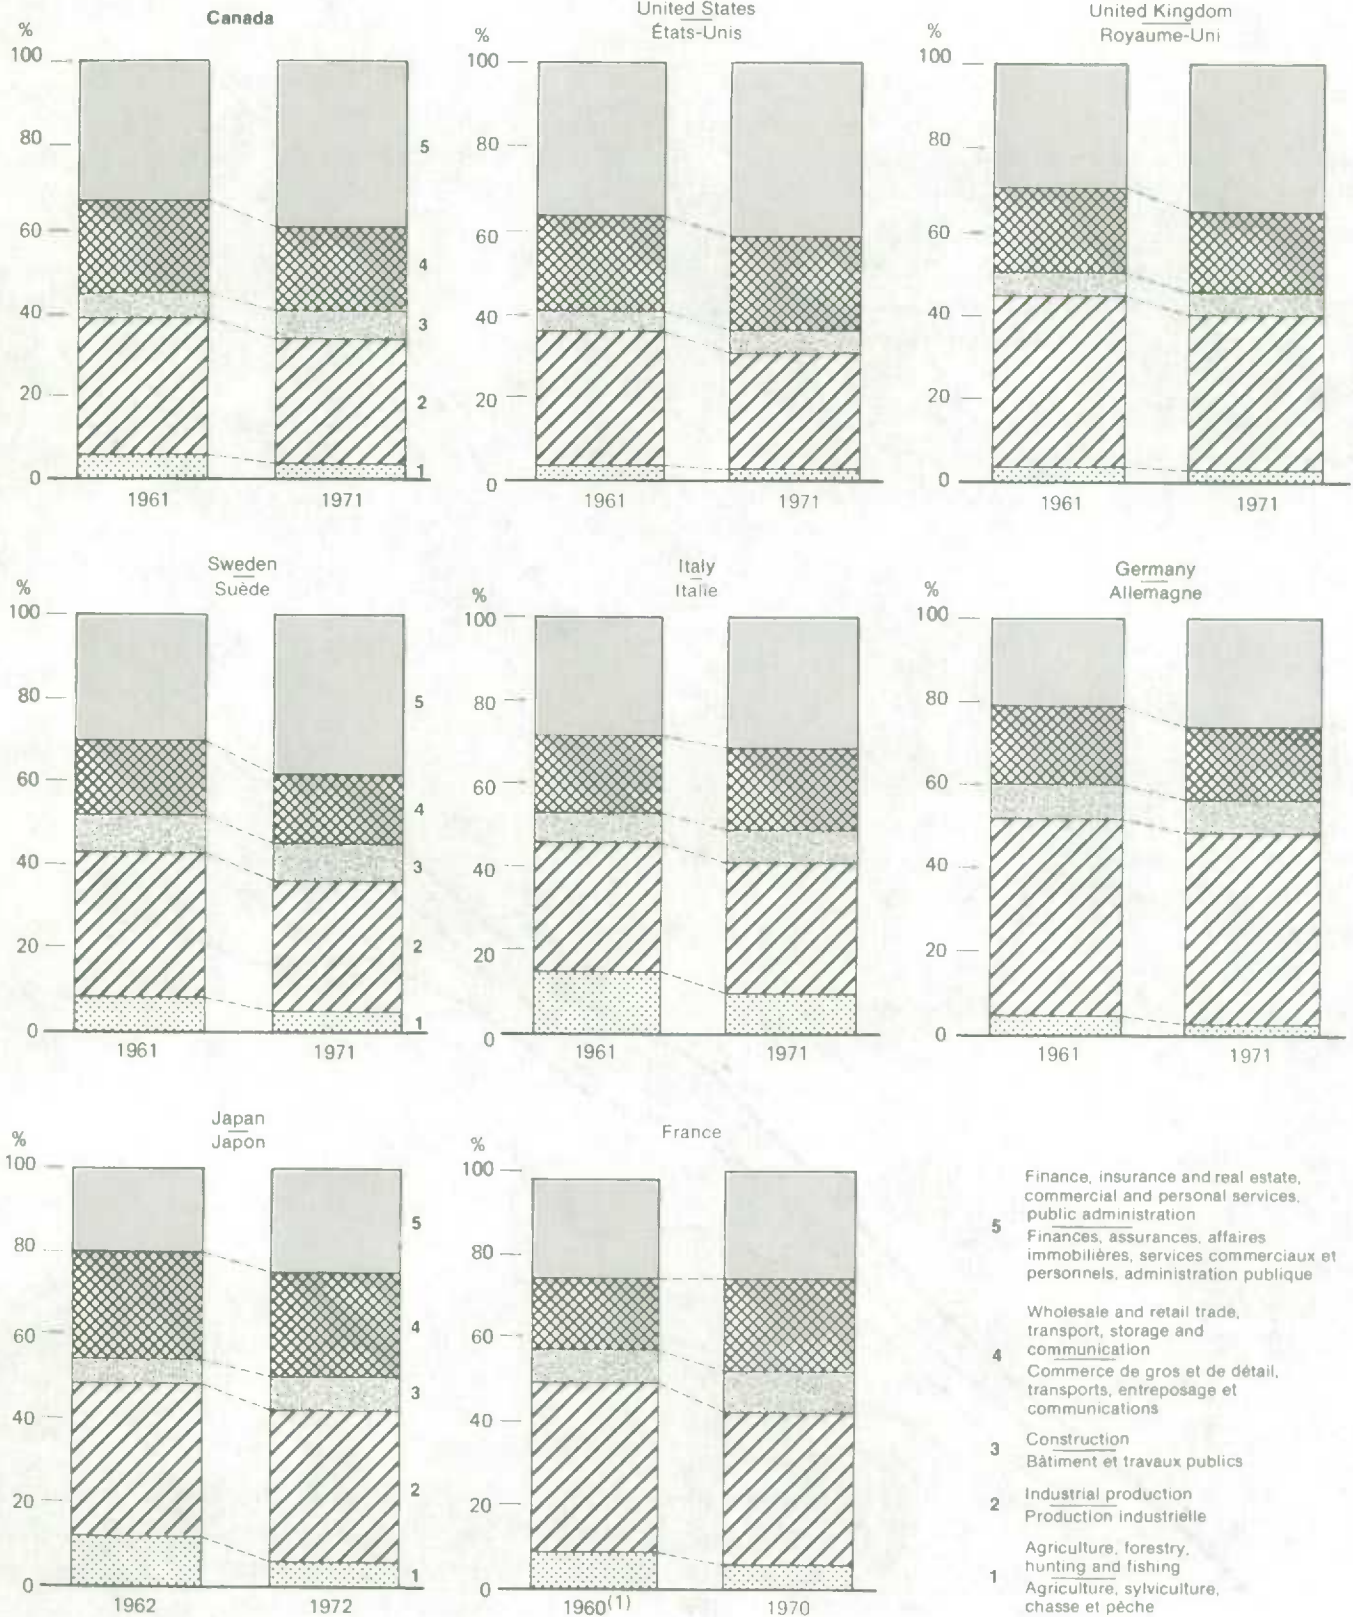 Canada
%
100
80
60
40
20
0
5
4
3
2
1
1961
1971
United States
États-Unis
%
100
80
60
40
20
0
1961
1971
United Kingdom
Royaume-Uni
%
100
80
60
40
20
0
1961
1971
Sweden
Suède
%
100
80
60
40
20
0
5
4
3
2
1
1961
1971
Italy
Italie
%
100
80
60
40
20
0
1961
1971
Germany
Allemagne
%
100
80
60
40
20
0
1961
1971
Japan
Japon
%
100
80
60
40
20
0
5
4
3
2
1
1962
1972
France
%
100
80
60
40
20
0
1960(1)
1970
5
Finance, insurance and real estate,
commercial and personal services,
public administration
Finances, assurances, affaires
immobilières, services commerciaux et
personnels, administration publique
4
Wholesale and retail trade,
transport, storage and
communication
Commerce de gros et de détail,
transports, entreposage et
communications
3
Construction
Bâtiment et travaux publics
2
Industrial production
Production industrielle
1
Agriculture, forestry,
hunting and fishing
Agriculture, sylviculture,
chasse et pêche